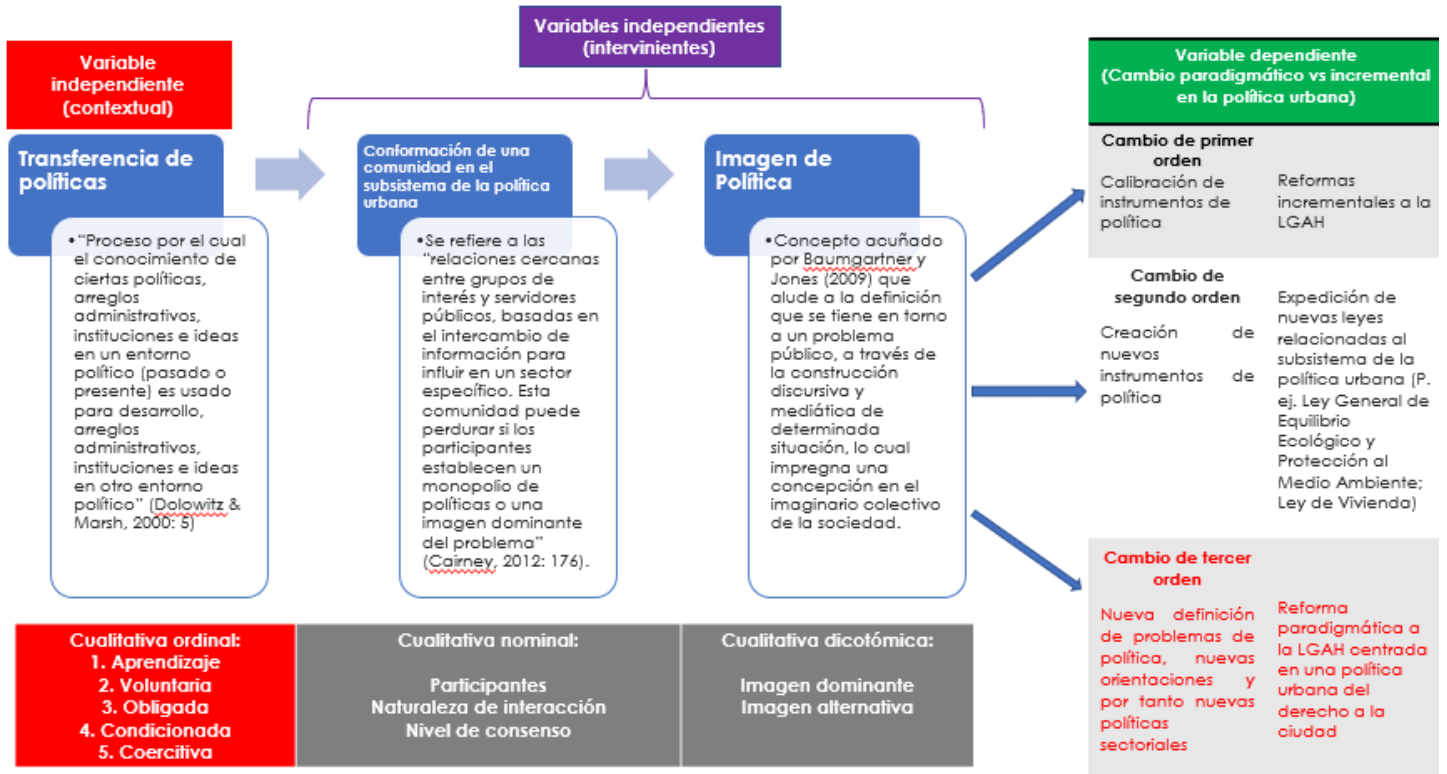 Variables independientes
(intervinientes)
Variable
independiente
(contextual)
Variable dependiente
(Cambio paradigmático vs incremental
en la política urbana)
Transferencia de
políticas
•"Proceso por el cual
el conocimiento de
ciertas políticas,
arreglos
administrativos,
instituciones e ideas
en un entorno
político (pasado o
presente) es usado
para desarrollo,
arreglos
administrativos,
instituciones e ideas
en otro entorno
político" (Dolowitz &
Marsh, 2000: 5)
Conformación de una
comunidad en el
subsistema de la política
urbana
•Se refiere a las
"relaciones cercanas
entre grupos de
interés y servidores
públicos, basadas en
el intercambio de
información para
influir en un sector
específico. Esta
comunidad puede
perdurar si los
participantes
establecen un
monopolio de
políticas o una
imagen dominante
del problema"
(Cairney, 2012: 176).
Imagen de
Política
•Concepto acuñado
por Baumgartner y
Jones (2009) que
alude a la definición
que se tiene en torno
a un problema
público, a través de
la construcción
discursiva y
mediática de
determinada
situación, lo cual
impregna una
concepción en el
imaginario colectivo
de la sociedad.
Cambio de primer
orden
Calibración de
instrumentos de
política
Reformas
incrementales a la
LGAH
Cambio de
segundo orden
Creación de
nuevos
instrumentos de
política
Expedición de
nuevas leyes
relacionadas al
subsistema de la
política urbana (P.
ej. Ley General de
Equilibrio
Ecológico y
Protección al
Medio Ambiente;
Ley de Vivienda)
Cambio de tercer
orden
Nueva definición
de problemas de
política, nuevas
orientaciones y
por tanto nuevas
políticas
sectoriales
Reforma
paradigmática a
la LGAH centrada
en una política
urbana del
derecho a la
ciudad
Cualitativa ordinal:
1. Aprendizaje
2. Voluntaria
3. Obligada
4. Condicionada
5. Coercitiva
Cualitativa nominal:
Participantes
Naturaleza de interacción
Nivel de consenso
Cualitativa dicotómica:
Imagen dominante
Imagen alternativa